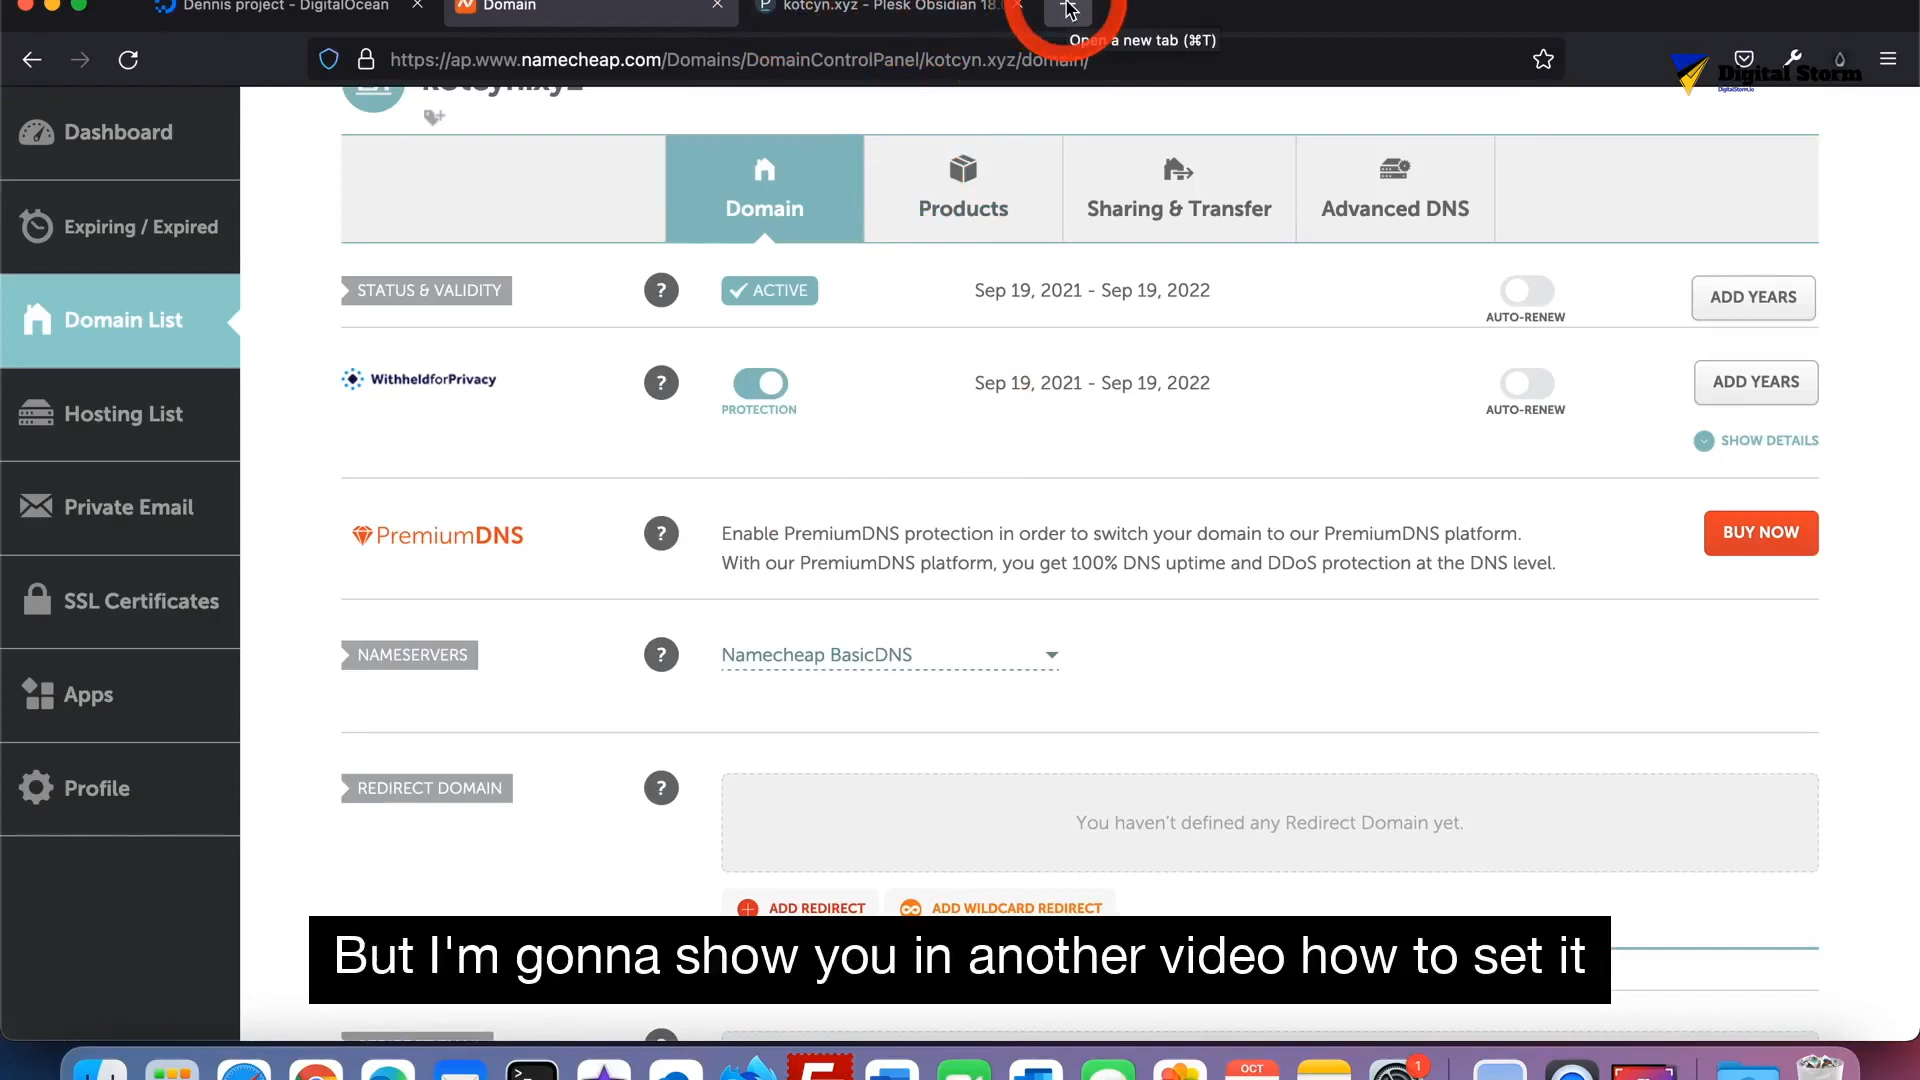 Dennis project - DigitalOcean
Domain
kotcyn.xyz - Plesk Obsidian 18.
Open a new tab (⌘T)
https://ap.www.namecheap.com/Domains/DomainControlPanel/kotcyn.xyz/domain/
Digital Storm
DigitalStorm.io
kotcyn.xyz
Dashboard
Expiring / Expired
Domain List
Hosting List
Private Email
SSL Certificates
Apps
Profile
Domain
Products
Sharing & Transfer
Advanced DNS
STATUS & VALIDITY
?
ACTIVE
Sep 19, 2021 - Sep 19, 2022
AUTO-RENEW
ADD YEARS
WithheldforPrivacy
?
PROTECTION
Sep 19, 2021 - Sep 19, 2022
AUTO-RENEW
ADD YEARS
SHOW DETAILS
PremiumDNS
?
Enable PremiumDNS protection in order to switch your domain to our PremiumDNS platform.
With our PremiumDNS platform, you get 100% DNS uptime and DDoS protection at the DNS level.
BUY NOW
NAMESERVERS
?
Namecheap BasicDNS
REDIRECT DOMAIN
?
You haven't defined any Redirect Domain yet.
ADD REDIRECT
ADD WILDCARD REDIRECT
But I'm gonna show you in another video how to set it
OCT
1